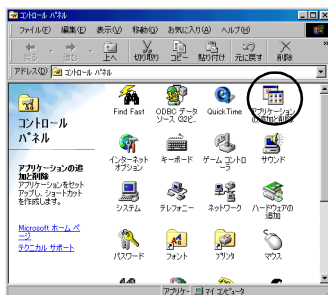 コントロール パネル
ファイル(F) 編集(E) 表示(V) 移動(G) お気に入り(A) ヘルプ(H)
戻る 進む 上へ 切り取り コピー 貼り付け 元に戻す 削除
アドレス(D) コントロール パネル
コントロール
パネル
アプリケーションの追
加と削除
アプリケーションをセット
アップし、ショートカット
を作成します。
Microsoft ホーム ペ
ージ
テクニカル サポート
Find Fast
ODBC データ
ソース (32ビ...
QuickTime
アプリケーション
の追加と削除
インターネット
オプション
キーボード
ゲーム コントロ
ーラ
サウンド
システム
テレフォニー
ネットワーク
ハードウェアの
追加
パスワード
フォント
プリンタ
マウス
アプリケー マイ コンピュータ